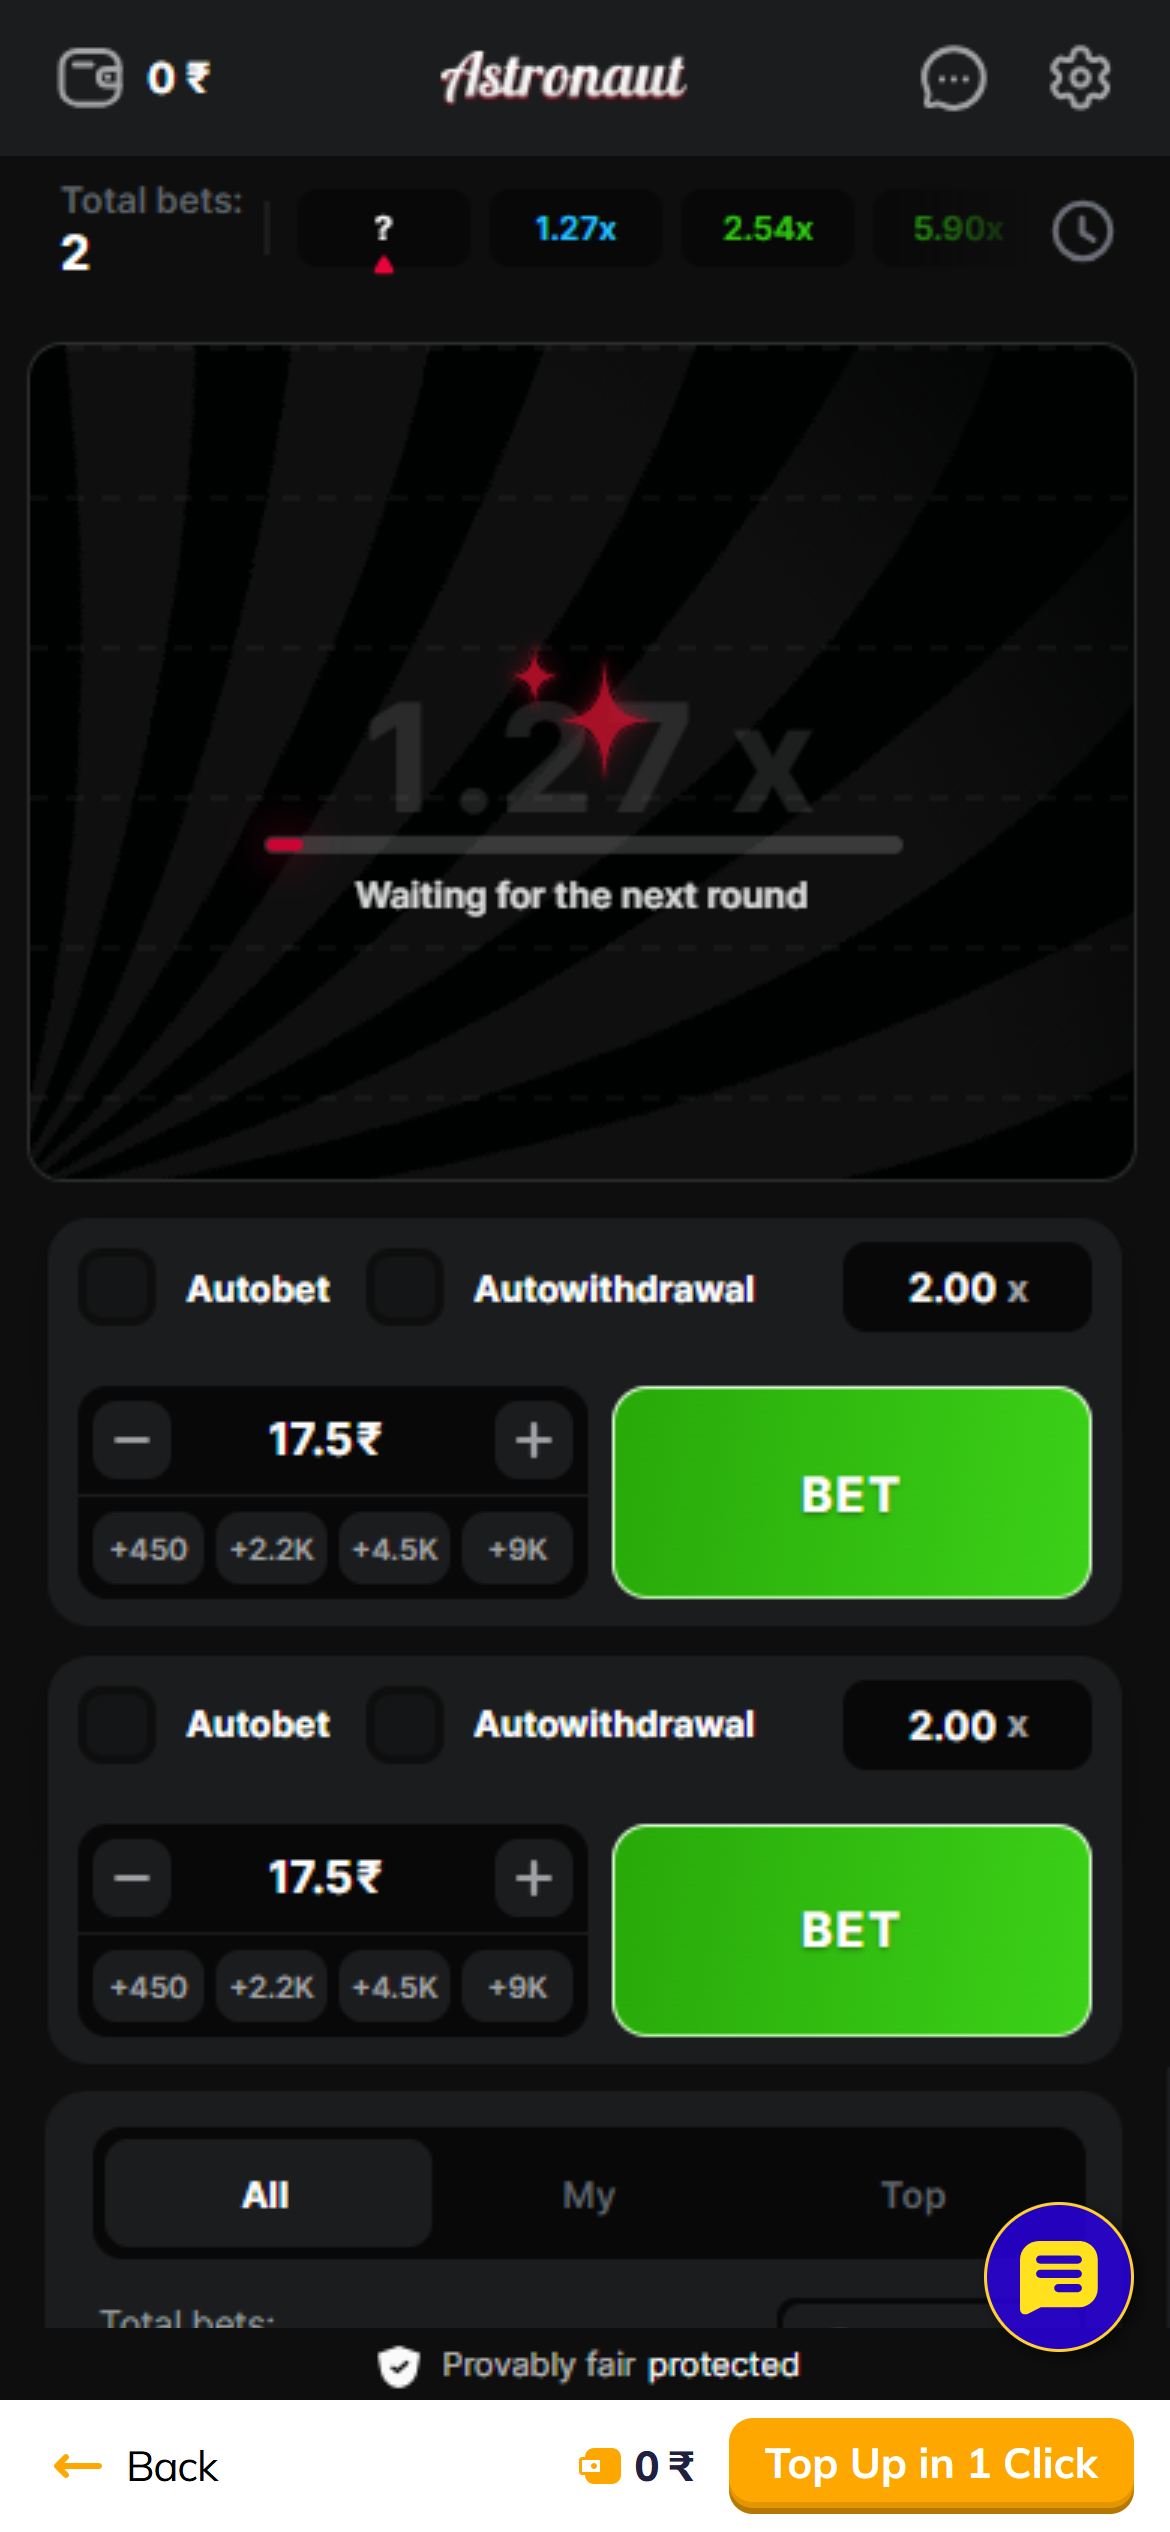 0 ₹
Astronaut
Total bets:
2
?
1.27x
2.54x
5.90x
1.27 x
Waiting for the next round
Autobet
Autowithdrawal
2.00 x
17.5₹
+450
+2.2K
+4.5K
+9K
BET
Autobet
Autowithdrawal
2.00 x
17.5₹
+450
+2.2K
+4.5K
+9K
BET
All
My
Top
Total bets:
Provably fair protected
Back
0 ₹
Top Up in 1 Click